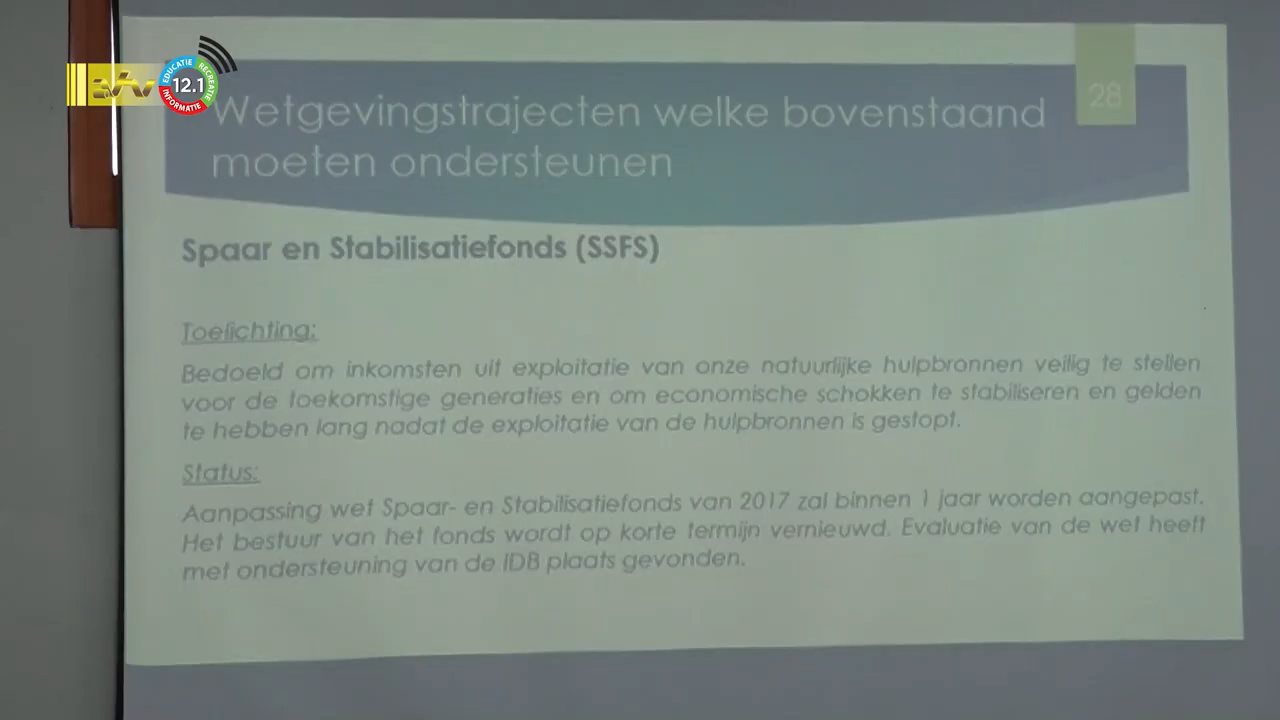 EDUCATIE
RECREATIE
INFORMATIE
12.1
28
Wetgevingstrajecten welke bovenstaand
moeten ondersteunen
Spaar en Stabilisatiefonds (SSFS)
Toelichting:
Bedoeld om inkomsten uit exploitatie van onze natuurlijke hulpbronnen veilig te stellen
voor de toekomstige generaties en om economische schokken te stabiliseren en gelden
te hebben lang nadat de exploitatie van de hulpbronnen is gestopt.
Status:
Aanpassing wet Spaar- en Stabilisatiefonds van 2017 zal binnen 1 jaar worden aangepast.
Het bestuur van het fonds wordt op korte termijn vernieuwd. Evaluatie van de wet heeft
met ondersteuning van de IDB plaats gevonden.